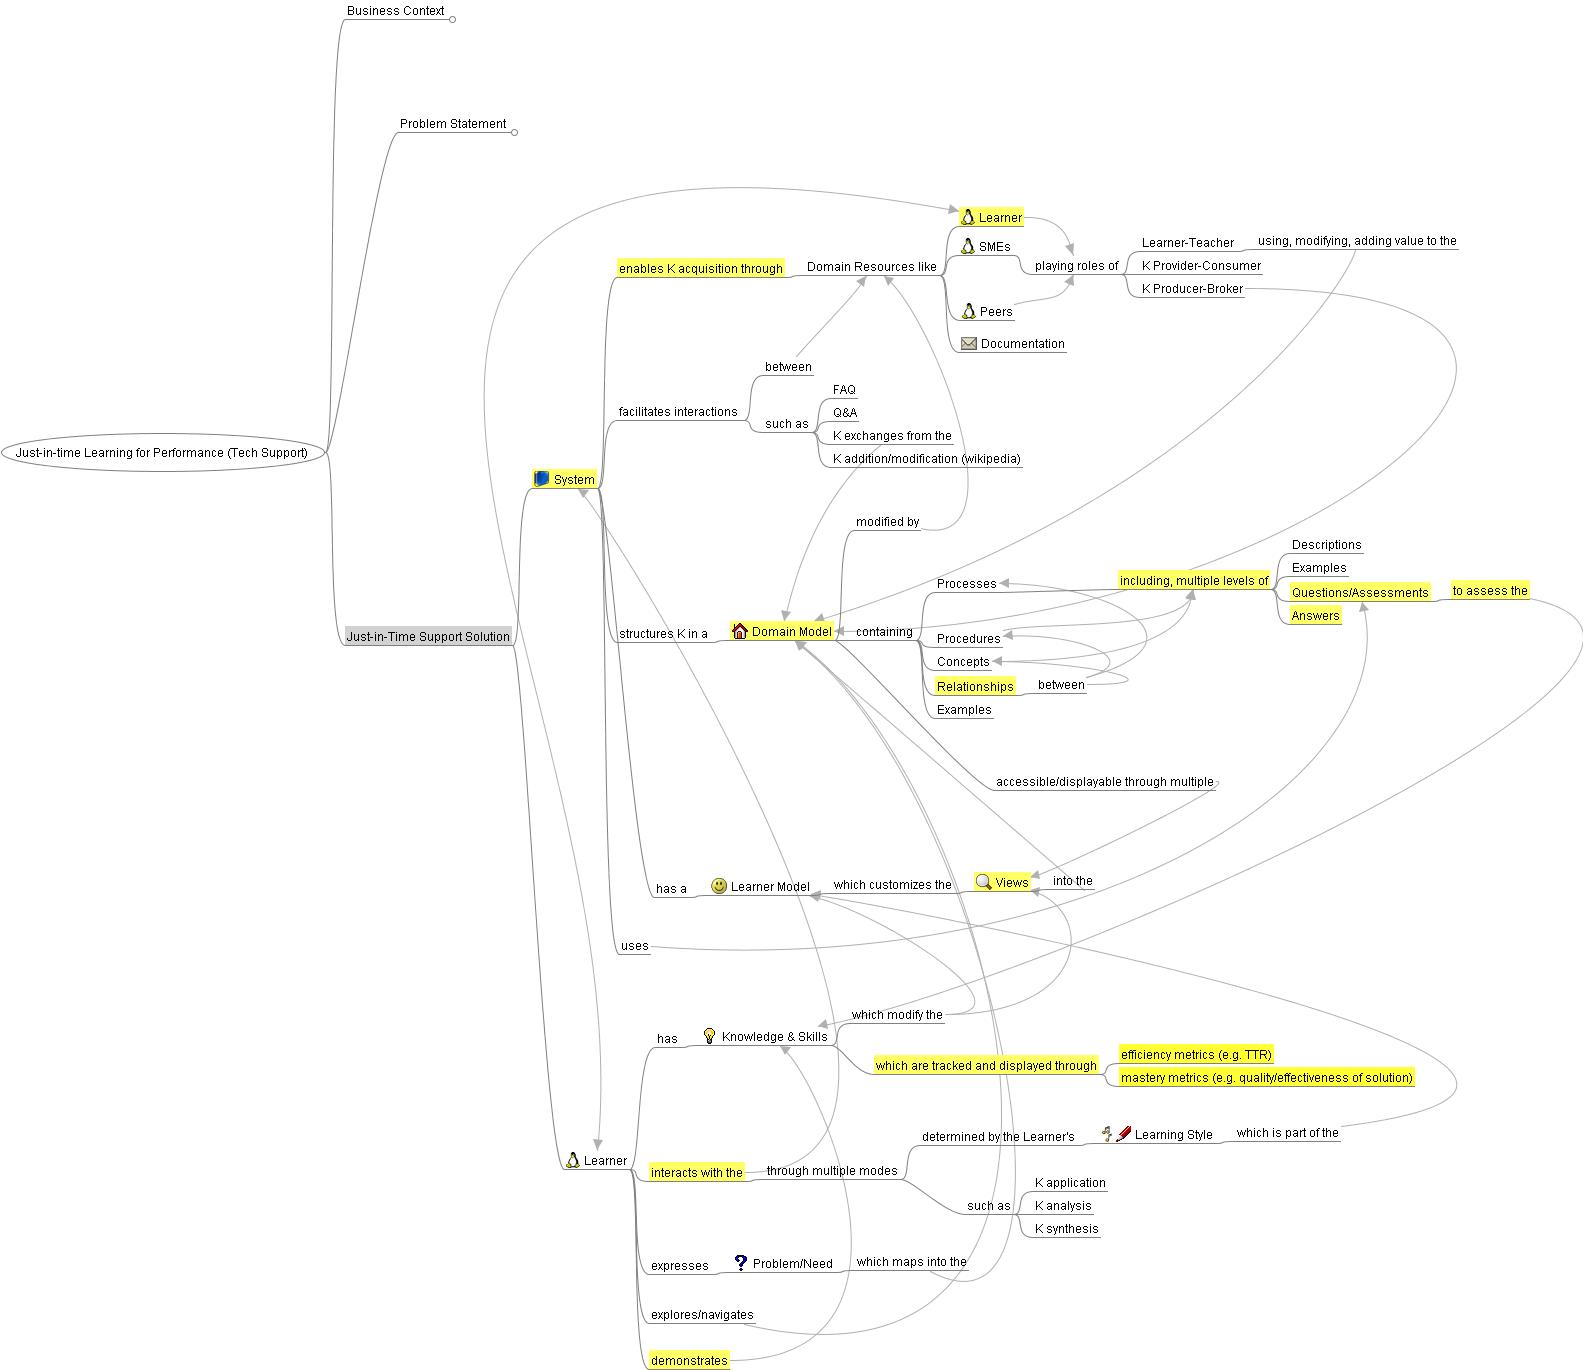 Business Context
Problem Statement
Just-in-time Learning for Performance (Tech Support)
Just-in-Time Support Solution
System
enables K acquisition through
Domain Resources like
Learner
SMEs
playing roles of
Learner-Teacher
using, modifying, adding value to the
K Provider-Consumer
K Producer-Broker
Peers
Documentation
facilitates interactions
between
such as
FAQ
Q&A
K exchanges from the
K addition/modification (wikipedia)
structures K in a
Domain Model
modified by
containing
Processes
including, multiple levels of
Descriptions
Examples
Questions/Assessments
to assess the
Answers
Procedures
Concepts
Relationships
between
Examples
accessible/displayable through multiple
has a
Learner Model
which customizes the
Views
into the
uses
Learner
has
Knowledge & Skills
which modify the
which are tracked and displayed through
efficiency metrics (e.g. TTR)
mastery metrics (e.g. quality/effectiveness of solution)
interacts with the
through multiple modes
determined by the Learner's
Learning Style
which is part of the
such as
K application
K analysis
K synthesis
expresses
Problem/Need
which maps into the
explores/navigates
demonstrates